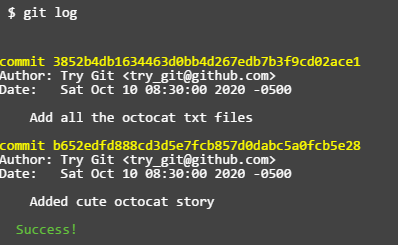 $ git log
commit 3852b4db1634463d0bb4d267edb7b3f9cd02ace1
Author: Try Git <try_git@github.com>
Date:   Sat Oct 10 08:30:00 2020 -0500
Add all the octocat txt files
commit b652edfd888cd3d5e7fcb857d0dabc5a0fcb5e28
Author: Try Git <try_git@github.com>
Date:   Sat Oct 10 08:30:00 2020 -0500
Added cute octocat story
Success!